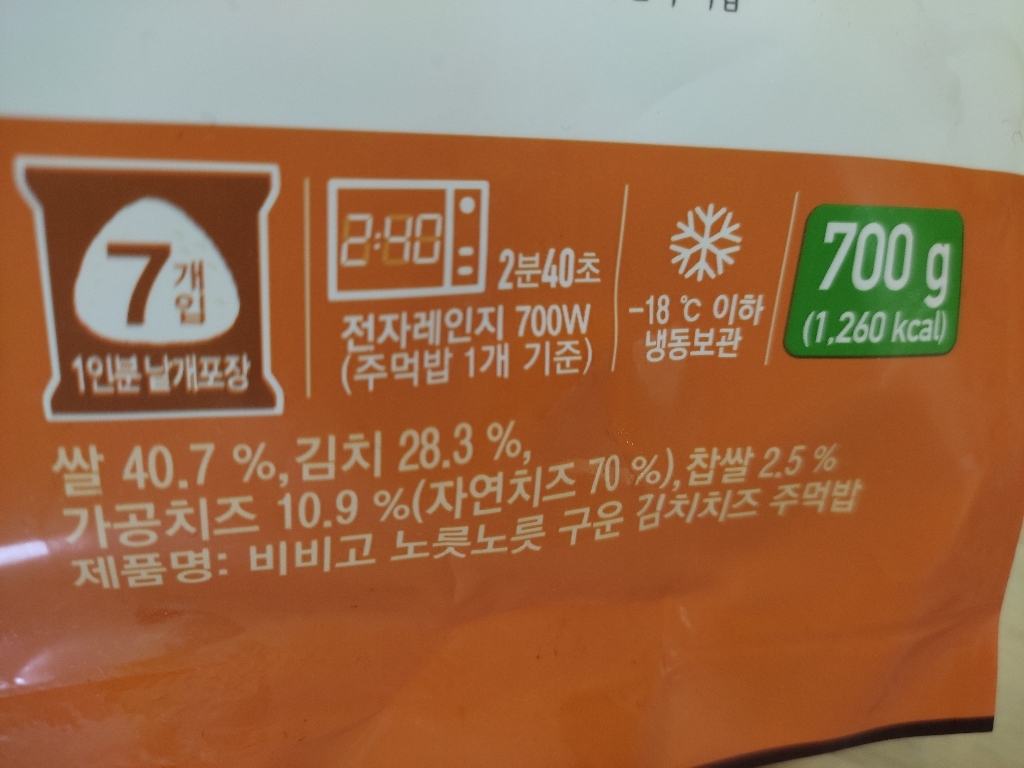 7개입
1인분 낱개포장
2:40
2분40초
전자레인지 700W
(주먹밥 1개 기준)
-18 ℃ 이하
냉동보관
700 g
(1,260 kcal)
쌀 40.7 %, 김치 28.3 %,
가공치즈 10.9 %(자연치즈 70 %), 찹쌀 2.5 %
제품명: 비비고 노릇노릇 구운 김치치즈 주먹밥